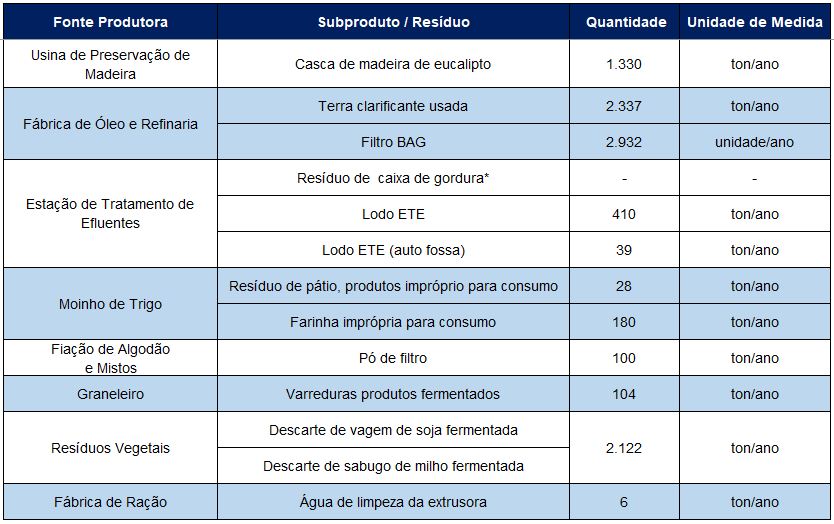 Fonte Produtora Subproduto / Resíduo Quantidade Unidade de Medida
Usina de Preservação de
Madeira
Casca de madeira de eucalipto 1.330 ton/ano
Fábrica de Óleo e Refinaria
Terra clarificante usada 2.337 ton/ano
Filtro BAG 2.932 unidade/ano
Estação de Tratamento de
Efluentes
Resíduo de caixa de gordura* - -
Lodo ETE 410 ton/ano
Lodo ETE (auto fossa) 39 ton/ano
Moinho de Trigo
Resíduo de pátio, produtos impróprio para consumo 28 ton/ano
Farinha imprópria para consumo 180 ton/ano
Fiação de Algodão
e Mistos
Pó de filtro 100 ton/ano
Graneleiro Varreduras produtos fermentados 104 ton/ano
Resíduos Vegetais
Descarte de vagem de soja fermentada
Descarte de sabugo de milho fermentada
2.122 ton/ano
Fábrica de Ração Água de limpeza da extrusora 6 ton/ano